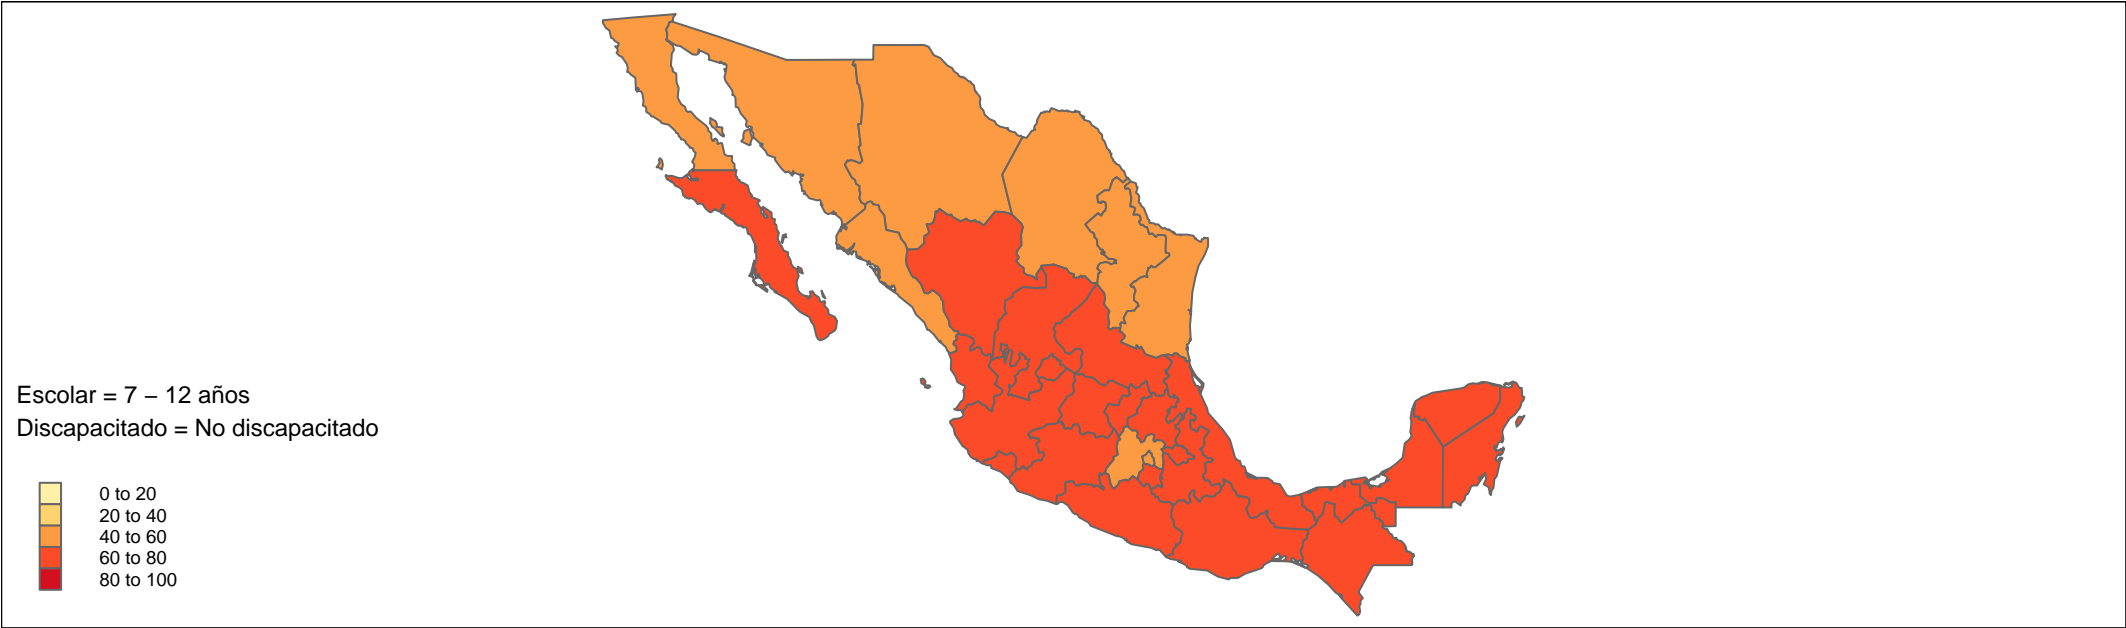 Escolar = 7 – 12 años
Discapacitado = No discapacitado
0 to 20
20 to 40
40 to 60
60 to 80
80 to 100